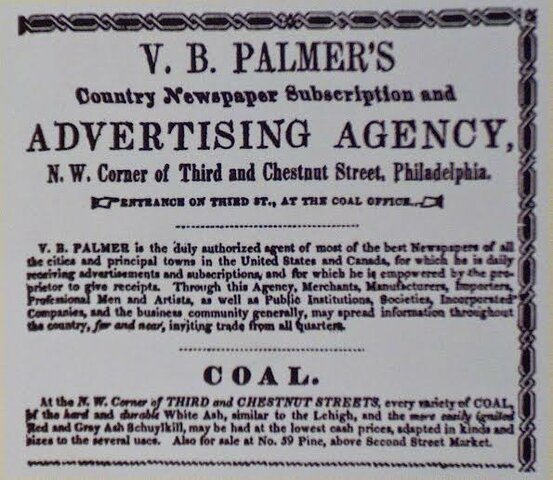 V. B. PALMER'S
Country Newspaper Subscription and
ADVERTISING AGENCY,
N. W. Corner of Third and Chestnut Street, Philadelphia.
ENTRANCE ON THIRD ST., AT THE COAL OFFICE.
V. B. PALMER is the duly authorized agent of most of the best Newspapers of all
the cities and principal towns in the United States and Canada, for which he is daily
receiving advertisements and subscriptions, and for which he is empowered by the pro-
prietor to give receipts. Through this Agency, Merchants, Manufacturers, Importers,
Professional Men and Artists, as well as Public Institutions, Societies, Incorporated
Companies, and the business community generally, may spread information throughout
the country, far and near, inviting trade from all quarters.
COAL.
At the N. W. Corner of THIRD and CHESTNUT STREETS, every variety of COAL,
of the hard and durable White Ash, similar to the Lehigh, and the more easily ignited
Red and Gray Ash Schuylkill, may be had at the lowest cash prices, adapted in kinds and
sizes to the several uses. Also for sale at No. 59 Pine, above Second Street Market.